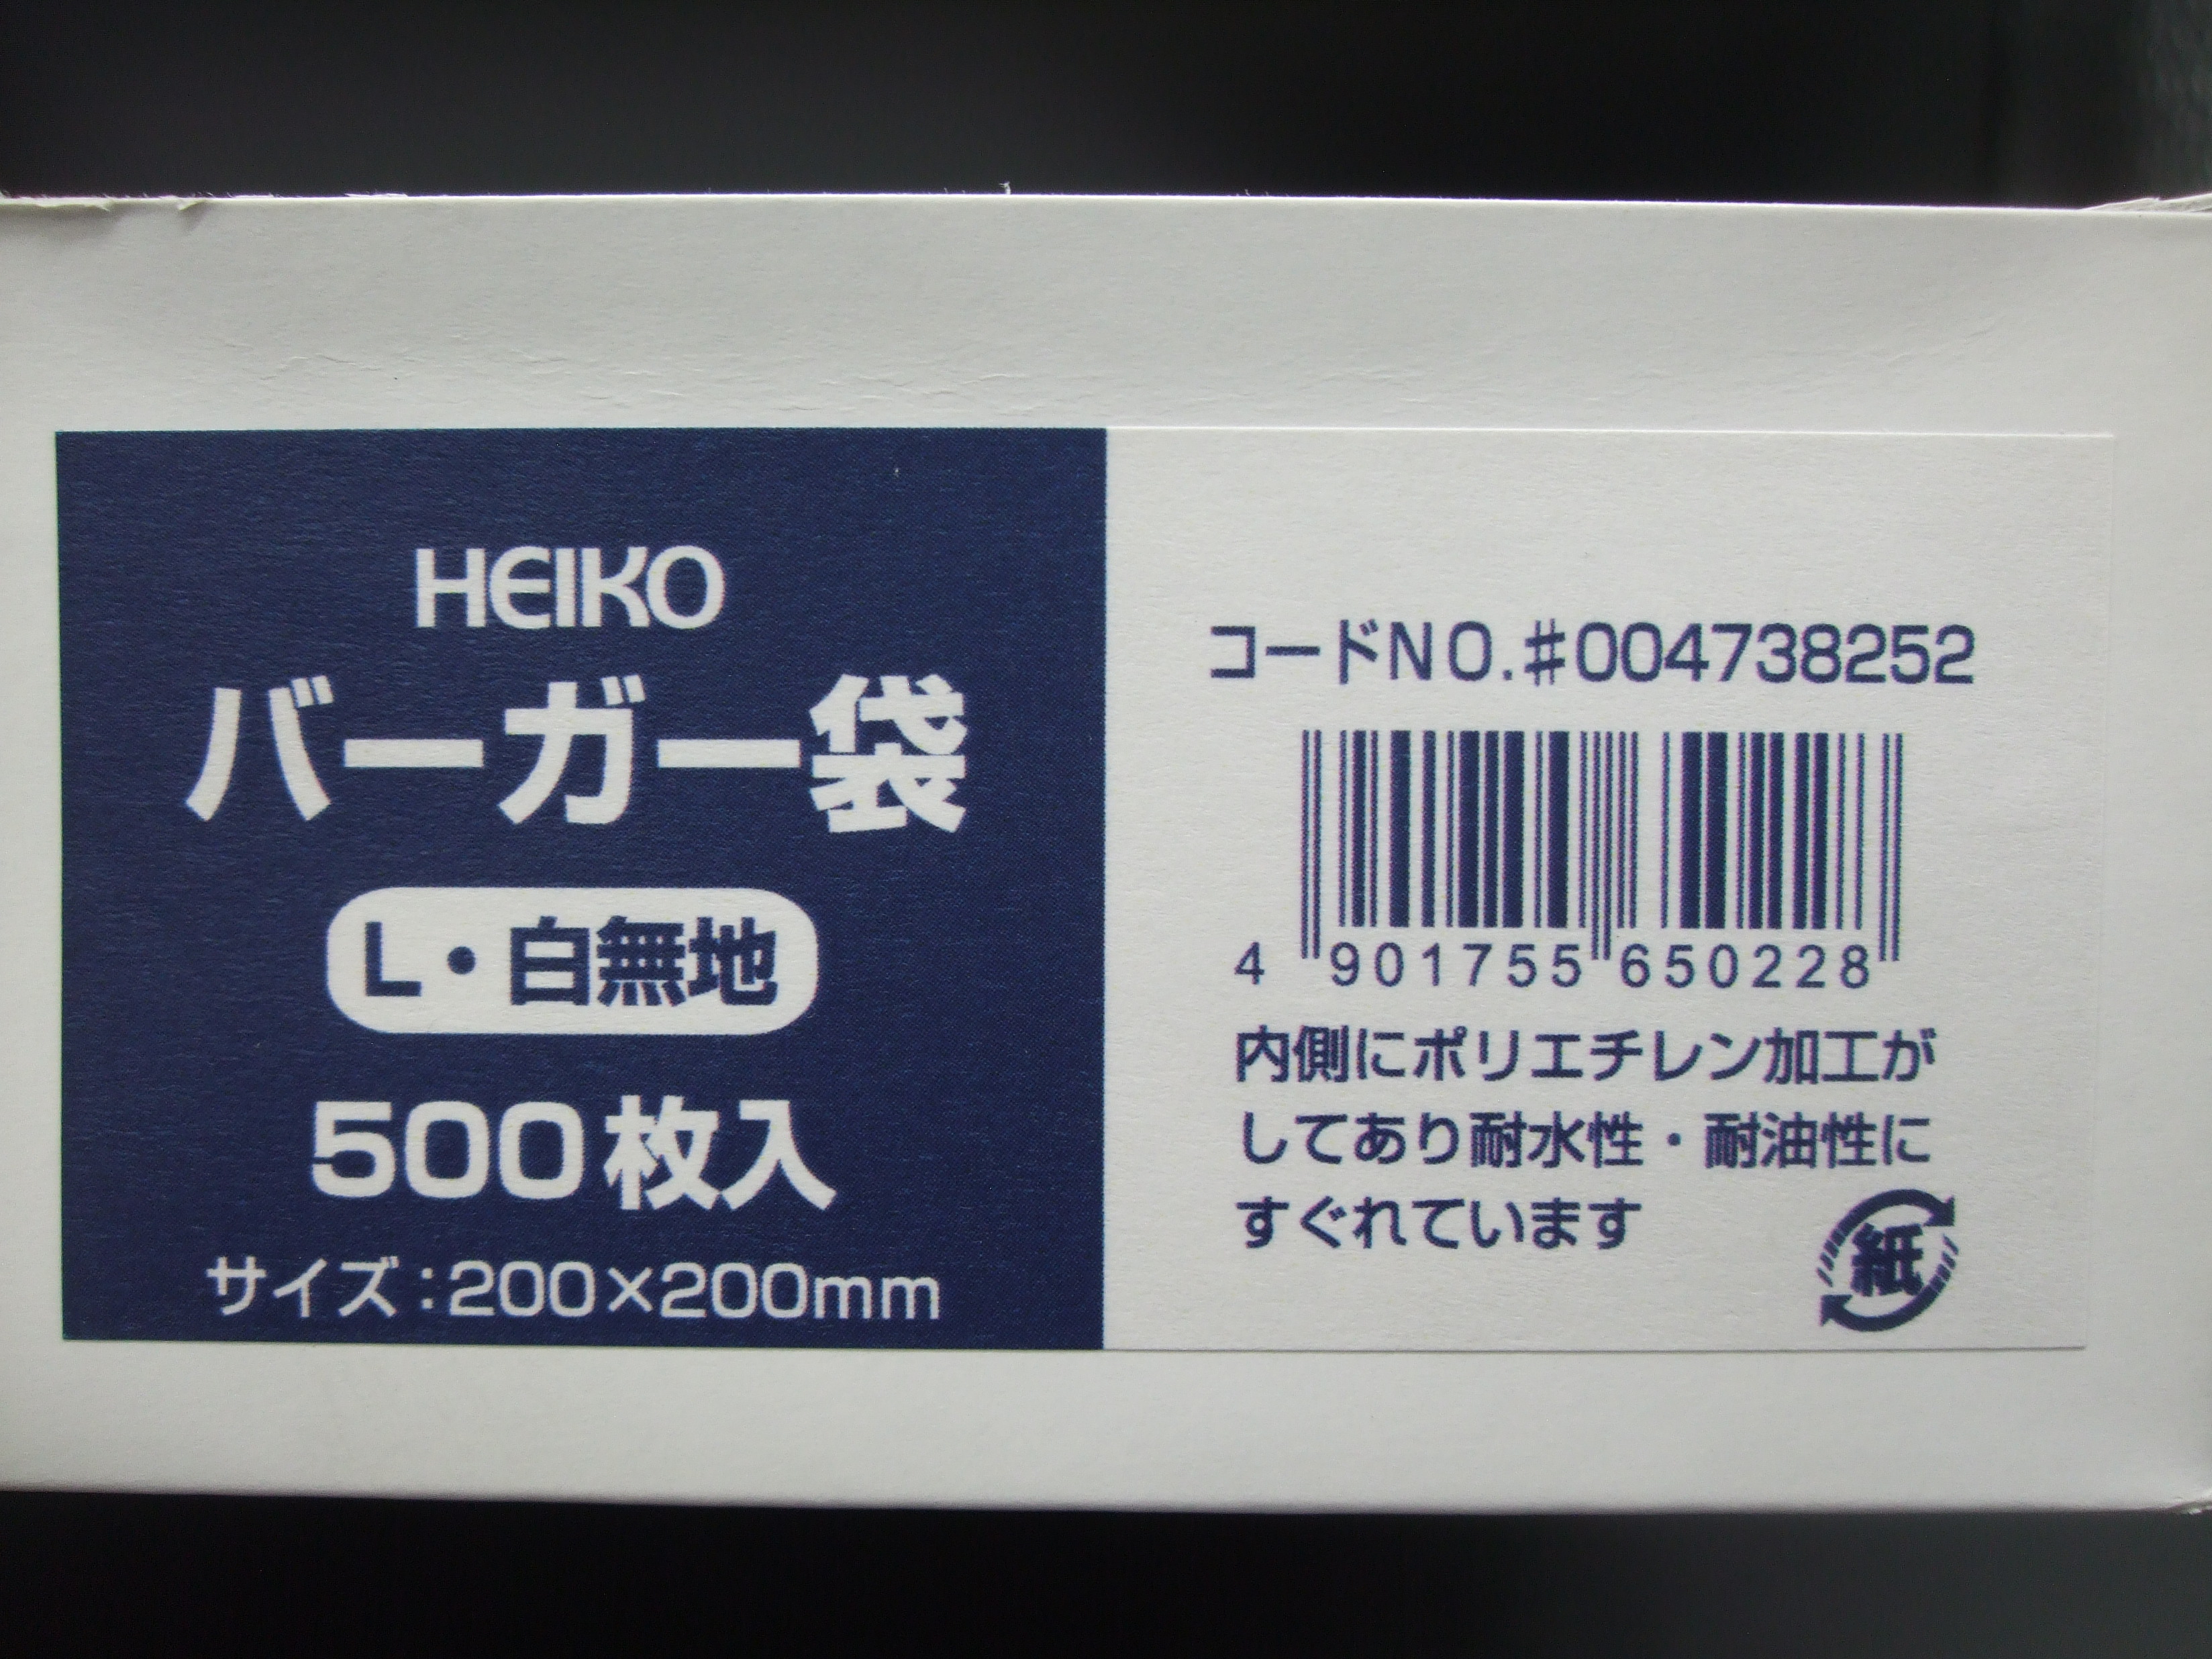 HEIKO
バーガー袋
L・白無地
500枚入
サイズ：200×200mm
コードNO.#004738252
4 901755 650228
内側にポリエチレン加工が
してあり耐水性・耐油性に
すぐれています
紙